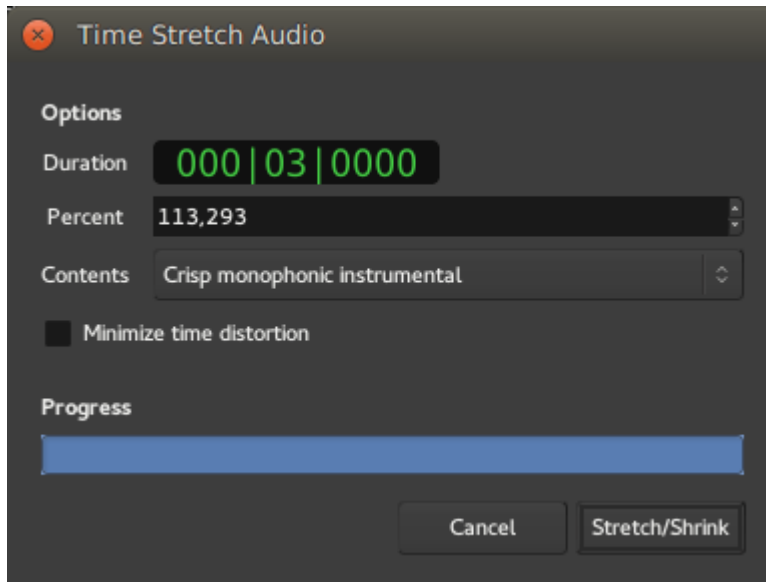 Time Stretch Audio
Options
Duration 000|03|0000
Percent 113,293
Contents Crisp monophonic instrumental
Minimize time distortion
Progress
Cancel Stretch/Shrink